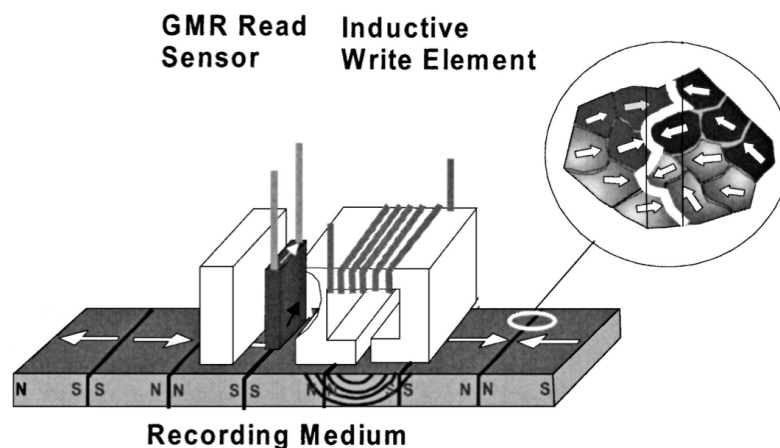 GMR Read
Sensor
Inductive
Write Element
N S S N N S S N N S S N N S
Recording Medium